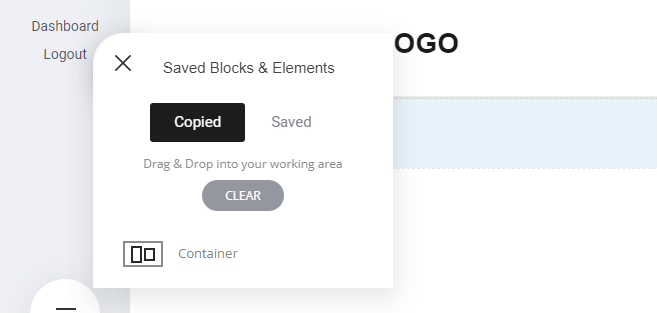 Dashboard
Logout
OGO
Saved Blocks & Elements
Copied
Saved
Drag & Drop into your working area
CLEAR
Container